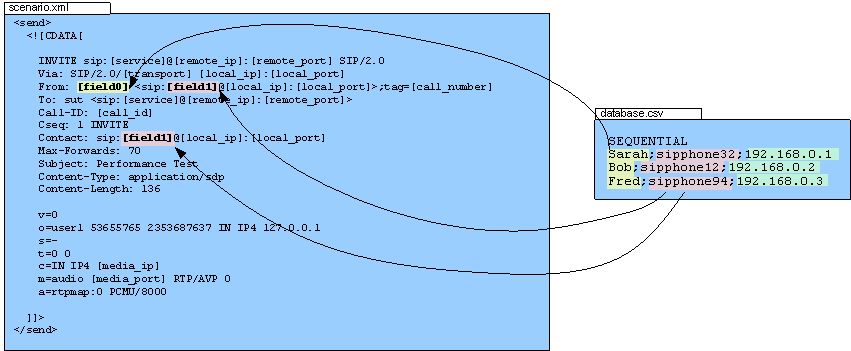 scenario.xml
<send>
<![CDATA[
INVITE sip:[service]@[remote_ip]:[remote_port] SIP/2.0
Via: SIP/2.0/[transport] [local_ip]:[local_port]
From: [field0] <sip:[field1]@[local_ip]:[local_port]>;tag=[call_number]
To: sut <sip:[service]@[remote_ip]:[remote_port]>
Call-ID: [call_id]
Cseq: 1 INVITE
Contact: sip:[field1]@[local_ip]:[local_port]
Max-Forwards: 70
Subject: Performance Test
Content-Type: application/sdp
Content-Length: 136
v=0
o=user1 53655765 2353687637 IN IP4 127.0.0.1
s=-
t=0 0
c=IN IP4 [media_ip]
m=audio [media_port] RTP/AVP 0
a=rtpmap:0 PCMU/8000
]]>
</send>
database.csv
SEQUENTIAL
Sarah;sipphone32;192.168.0.1
Bob;sipphone12;192.168.0.2
Fred;sipphone94;192.168.0.3